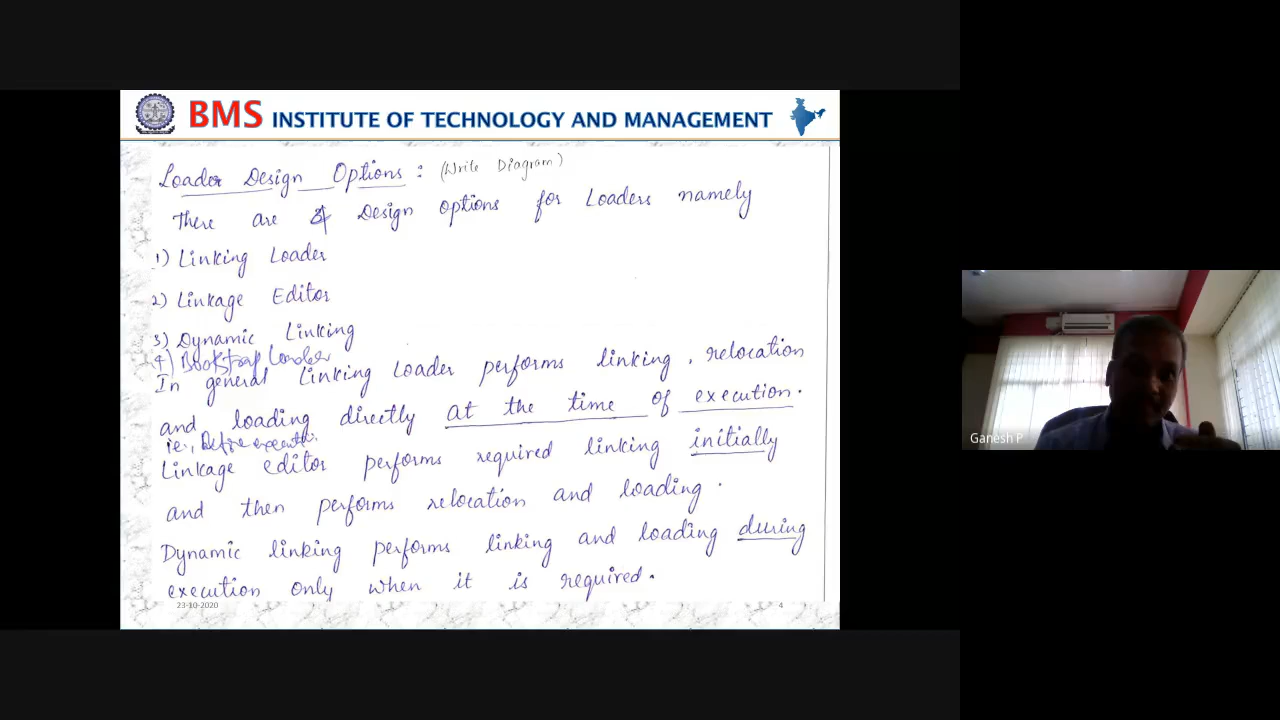 BMS INSTITUTE OF TECHNOLOGY AND MANAGEMENT
Loader Design Options : (Write Diagram)
There are 4 Design options for Loaders namely
1) Linking Loader
2) Linkage Editor
3) Dynamic Linking
4) Bootstrap Loader
In general Linking Loader performs linking, relocation
and loading directly at the time of execution.
ie., Before execution
Linkage editor performs required linking initially
and then performs relocation and loading.
Dynamic linking performs linking and loading during
execution only when it is required.
23-10-2020 4
Ganesh P